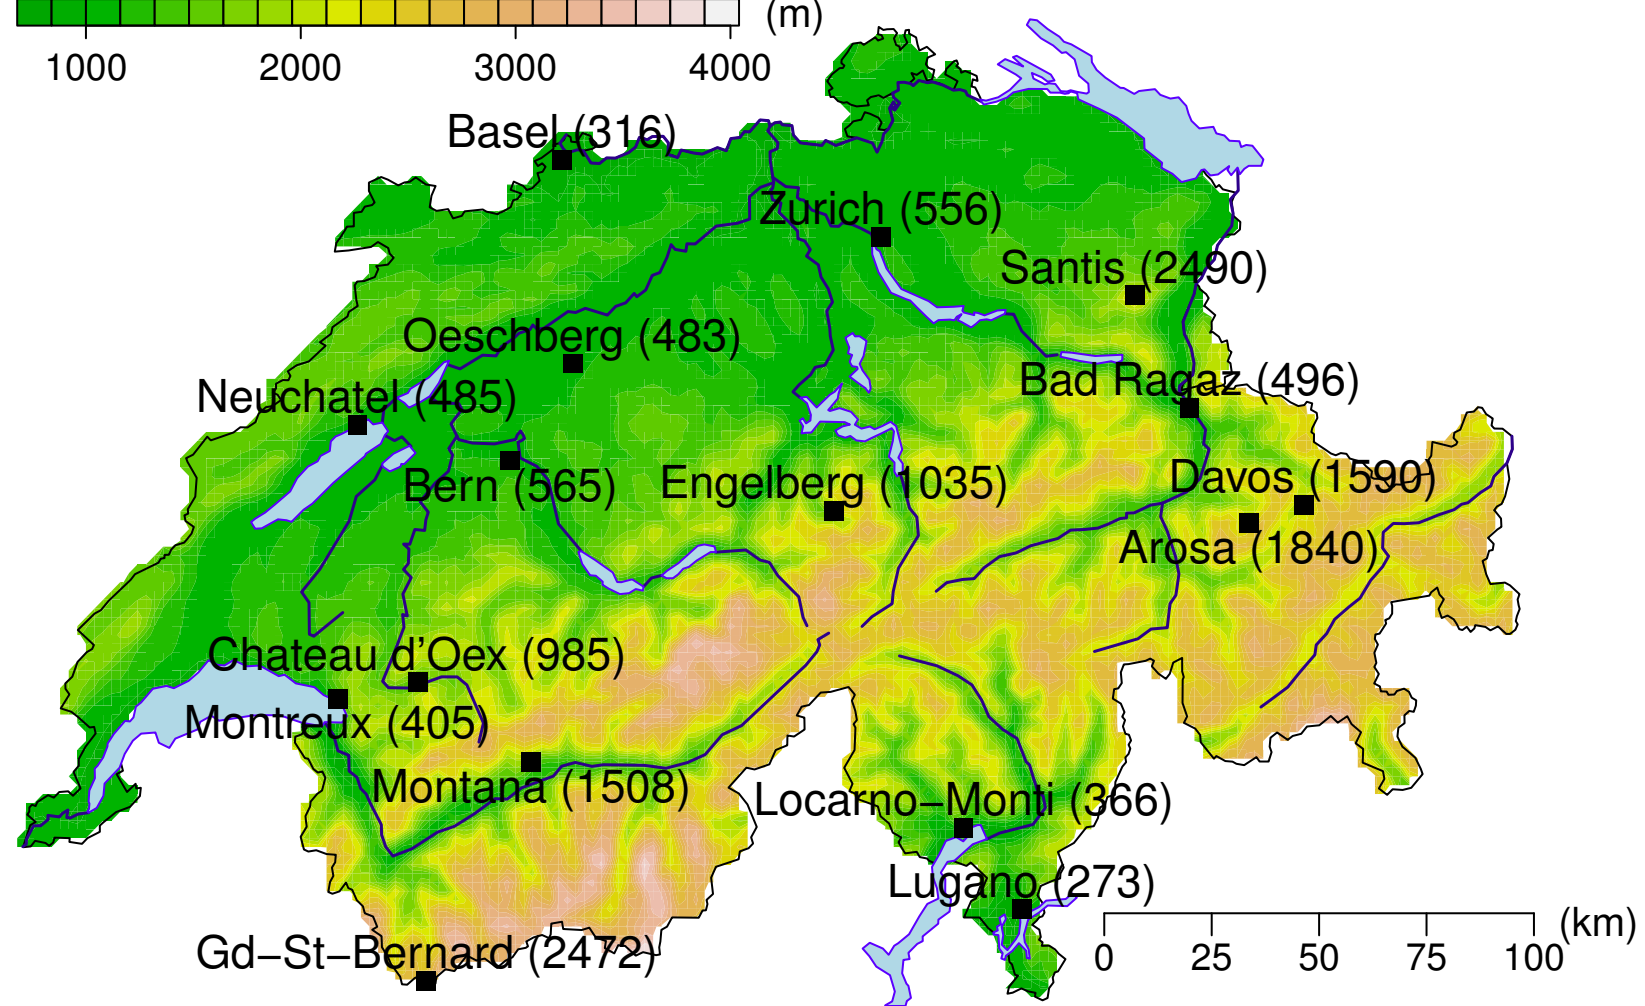 (m)
1000 2000 3000 4000
Basel (316)
Zurich (556)
Santis (2490)
Oeschberg (483)
Neuchatel (485)
Bad Ragaz (496)
Bern (565)
Engelberg (1035)
Davos (1590)
Arosa (1840)
Chateau d'Oex (985)
Montreux (405)
Montana (1508)
Locarno−Monti (366)
Lugano (273)
Gd−St−Bernard (2472)
(km)
0 25 50 75 100